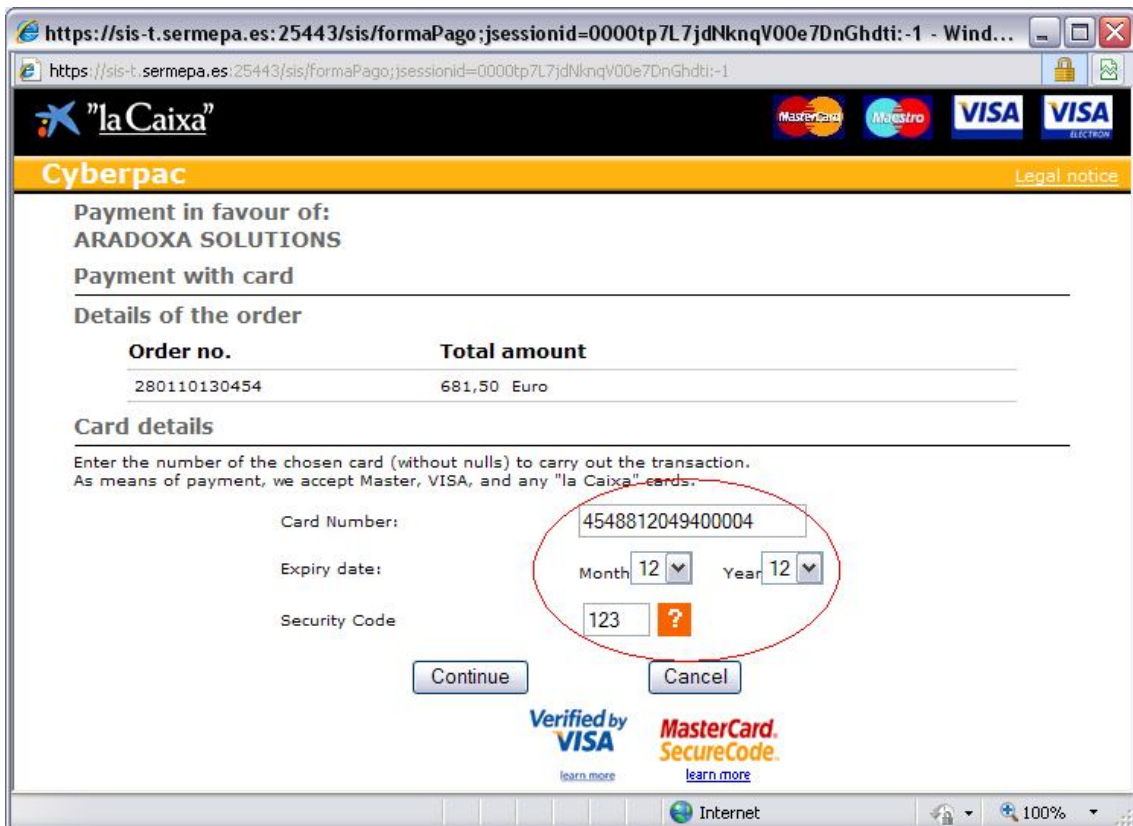 https://sis-t.sermepa.es:25443/sis/formaPago;jsessionid=0000tp7L7jdNknqV00e7DnGhdti:-1 - Wind...
https://sis-t.sermepa.es:25443/sis/formaPago;jsessionid=0000tp7L7jdNknqV00e7DnGhdti:-1
"la Caixa" MasterCard Maestro VISA VISA ELECTRON
Cyberpac Legal notice
Payment in favour of:
ARADOXA SOLUTIONS
Payment with card
Details of the order
Order no. Total amount
280110130454 681,50 Euro
Card details
Enter the number of the chosen card (without nulls) to carry out the transaction.
As means of payment, we accept Master, VISA, and any "la Caixa" cards.
Card Number: 4548812049400004
Expiry date: Month 12 Year 12
Security Code 123 ?
Continue Cancel
Verified by VISA MasterCard. SecureCode.
learn more learn more
Internet 100%